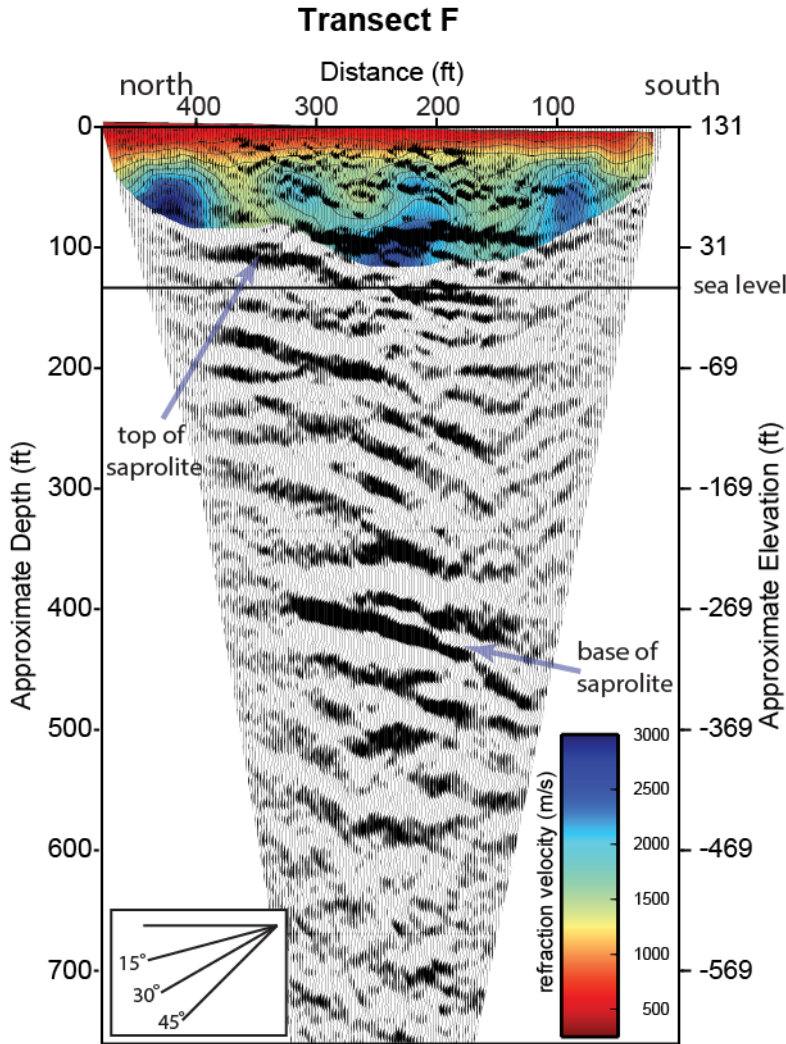 Transect F
Distance (ft)
north
south
400 300 200 100
0
100
200
300
400
500
600
700
Approximate Depth (ft)
131
31
sea level
-69
-169
-269
-369
-469
-569
Approximate Elevation (ft)
top of
saprolite
base of
saprolite
refraction velocity (m/s)
3000
2500
2000
1500
1000
500
15°
30°
45°